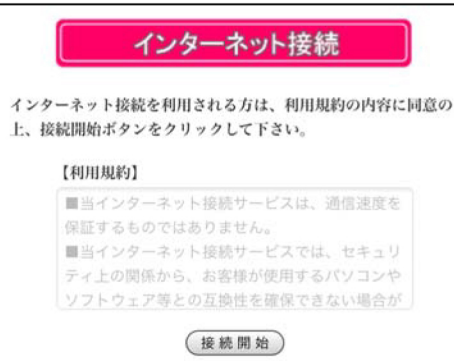 インターネット接続
インターネット接続を利用される方は、利用規約の内容に同意の
上、接続開始ボタンをクリックして下さい。
【利用規約】
■当インターネット接続サービスは、通信速度を
保証するものではありません。
■当インターネット接続サービスでは、セキュリ
ティ上の関係から、お客様が使用するパソコンや
ソフトウェア等との互換性を確保できない場合が
接続開始